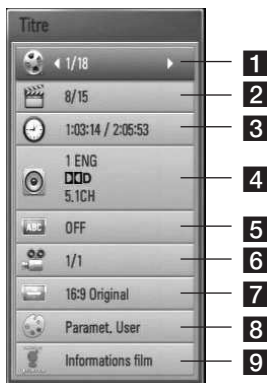 Titre
1/18 1
8/15 2
1:03:14 / 2:05:53 3
1 ENG
DD D
5.1CH 4
ABC OFF 5
1/1 6
16:9 Original 7
Paramet. User 8
Informations film 9